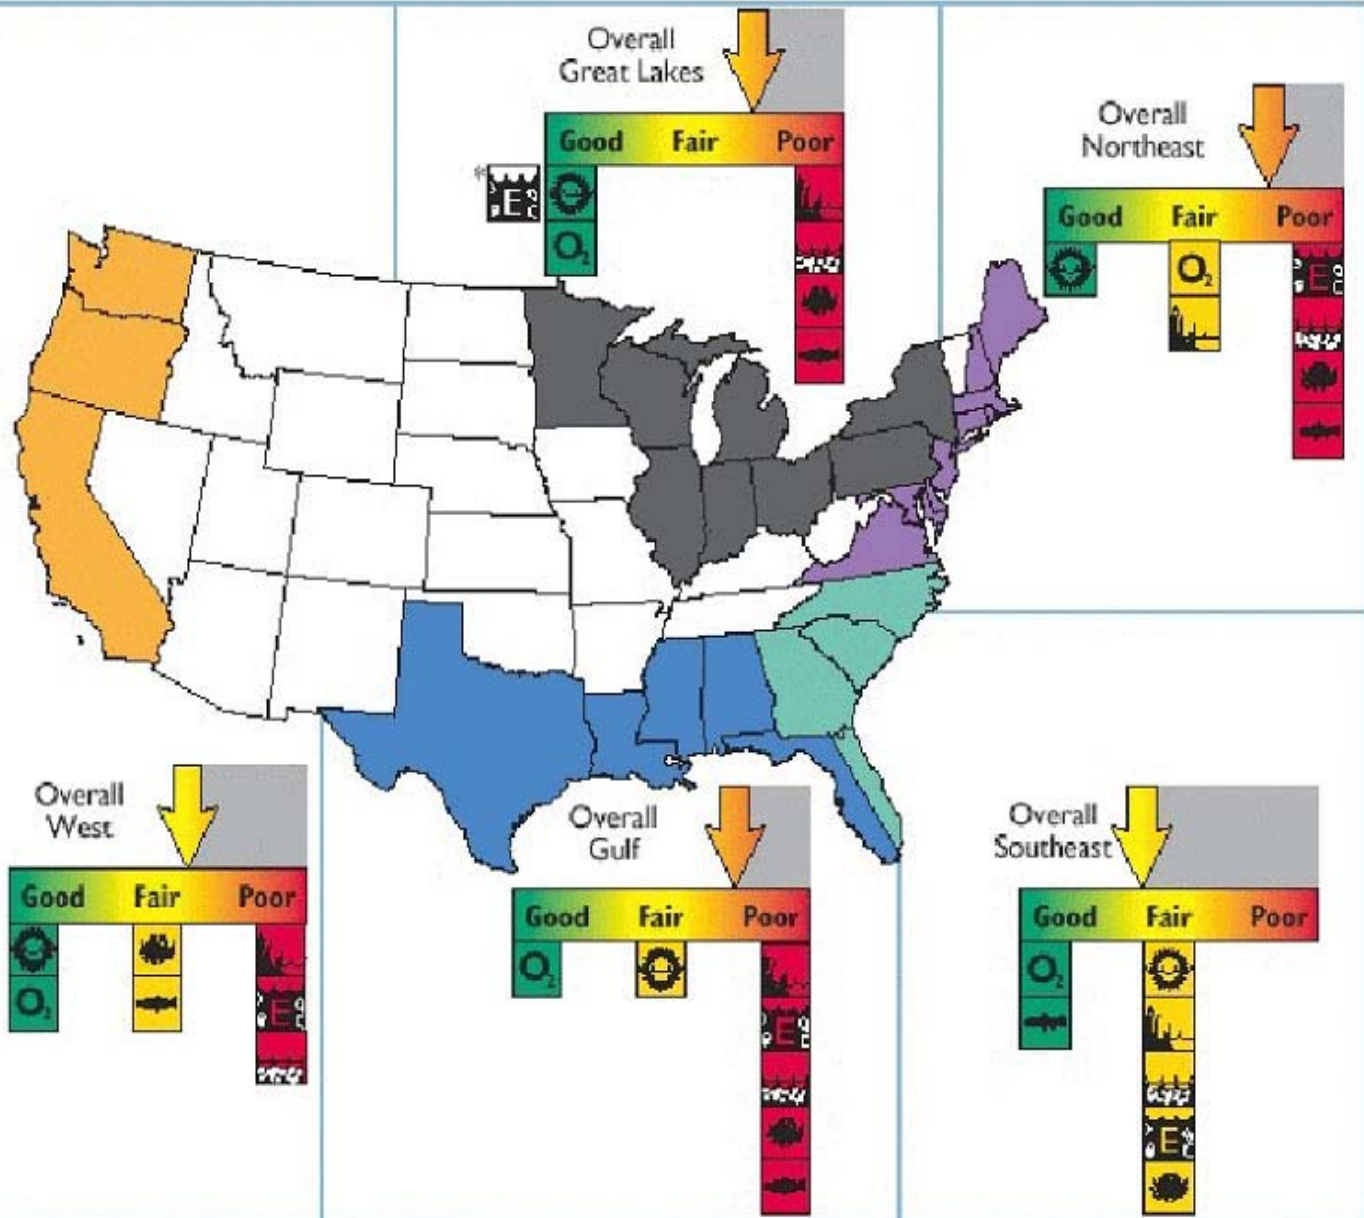 Overall
Great Lakes
Good Fair Poor
*
E
O₂
Overall
Northeast
Good Fair Poor
O₂
E
Overall
West
Good Fair Poor
O₂
E
Overall
Gulf
Good Fair Poor
O₂
E
Overall
Southeast
Good Fair Poor
O₂
E